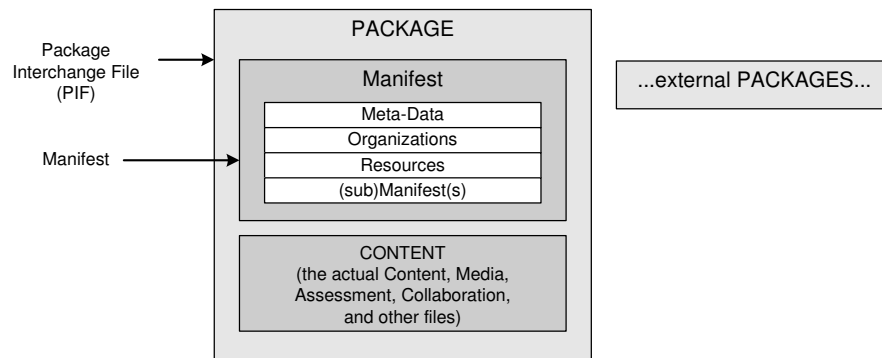 PACKAGE
Package
Interchange File
(PIF)
Manifest
Meta-Data
Organizations
Resources
(sub)Manifest(s)
Manifest
CONTENT
(the actual Content, Media,
Assessment, Collaboration,
and other files)
...external PACKAGES...